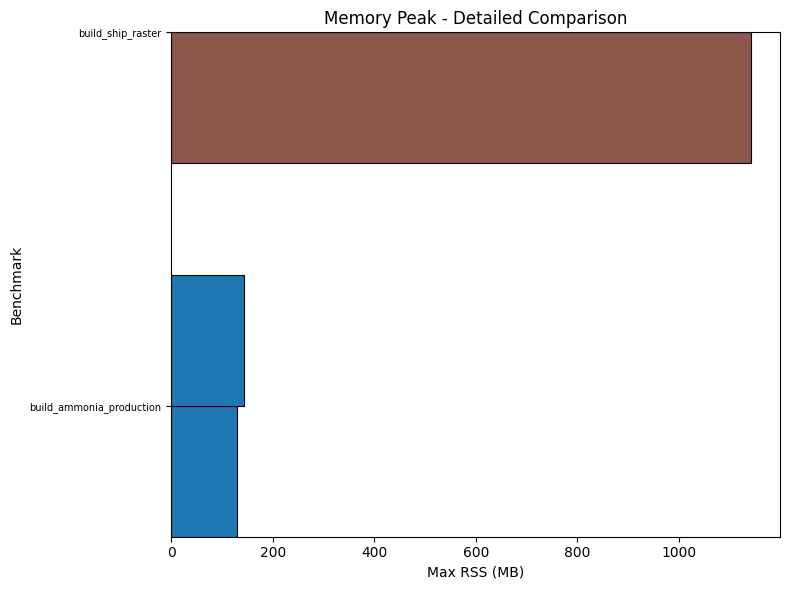 Memory Peak - Detailed Comparison
build_ship_raster
Benchmark
build_ammonia_production
0 200 400 600 800 1000
Max RSS (MB)